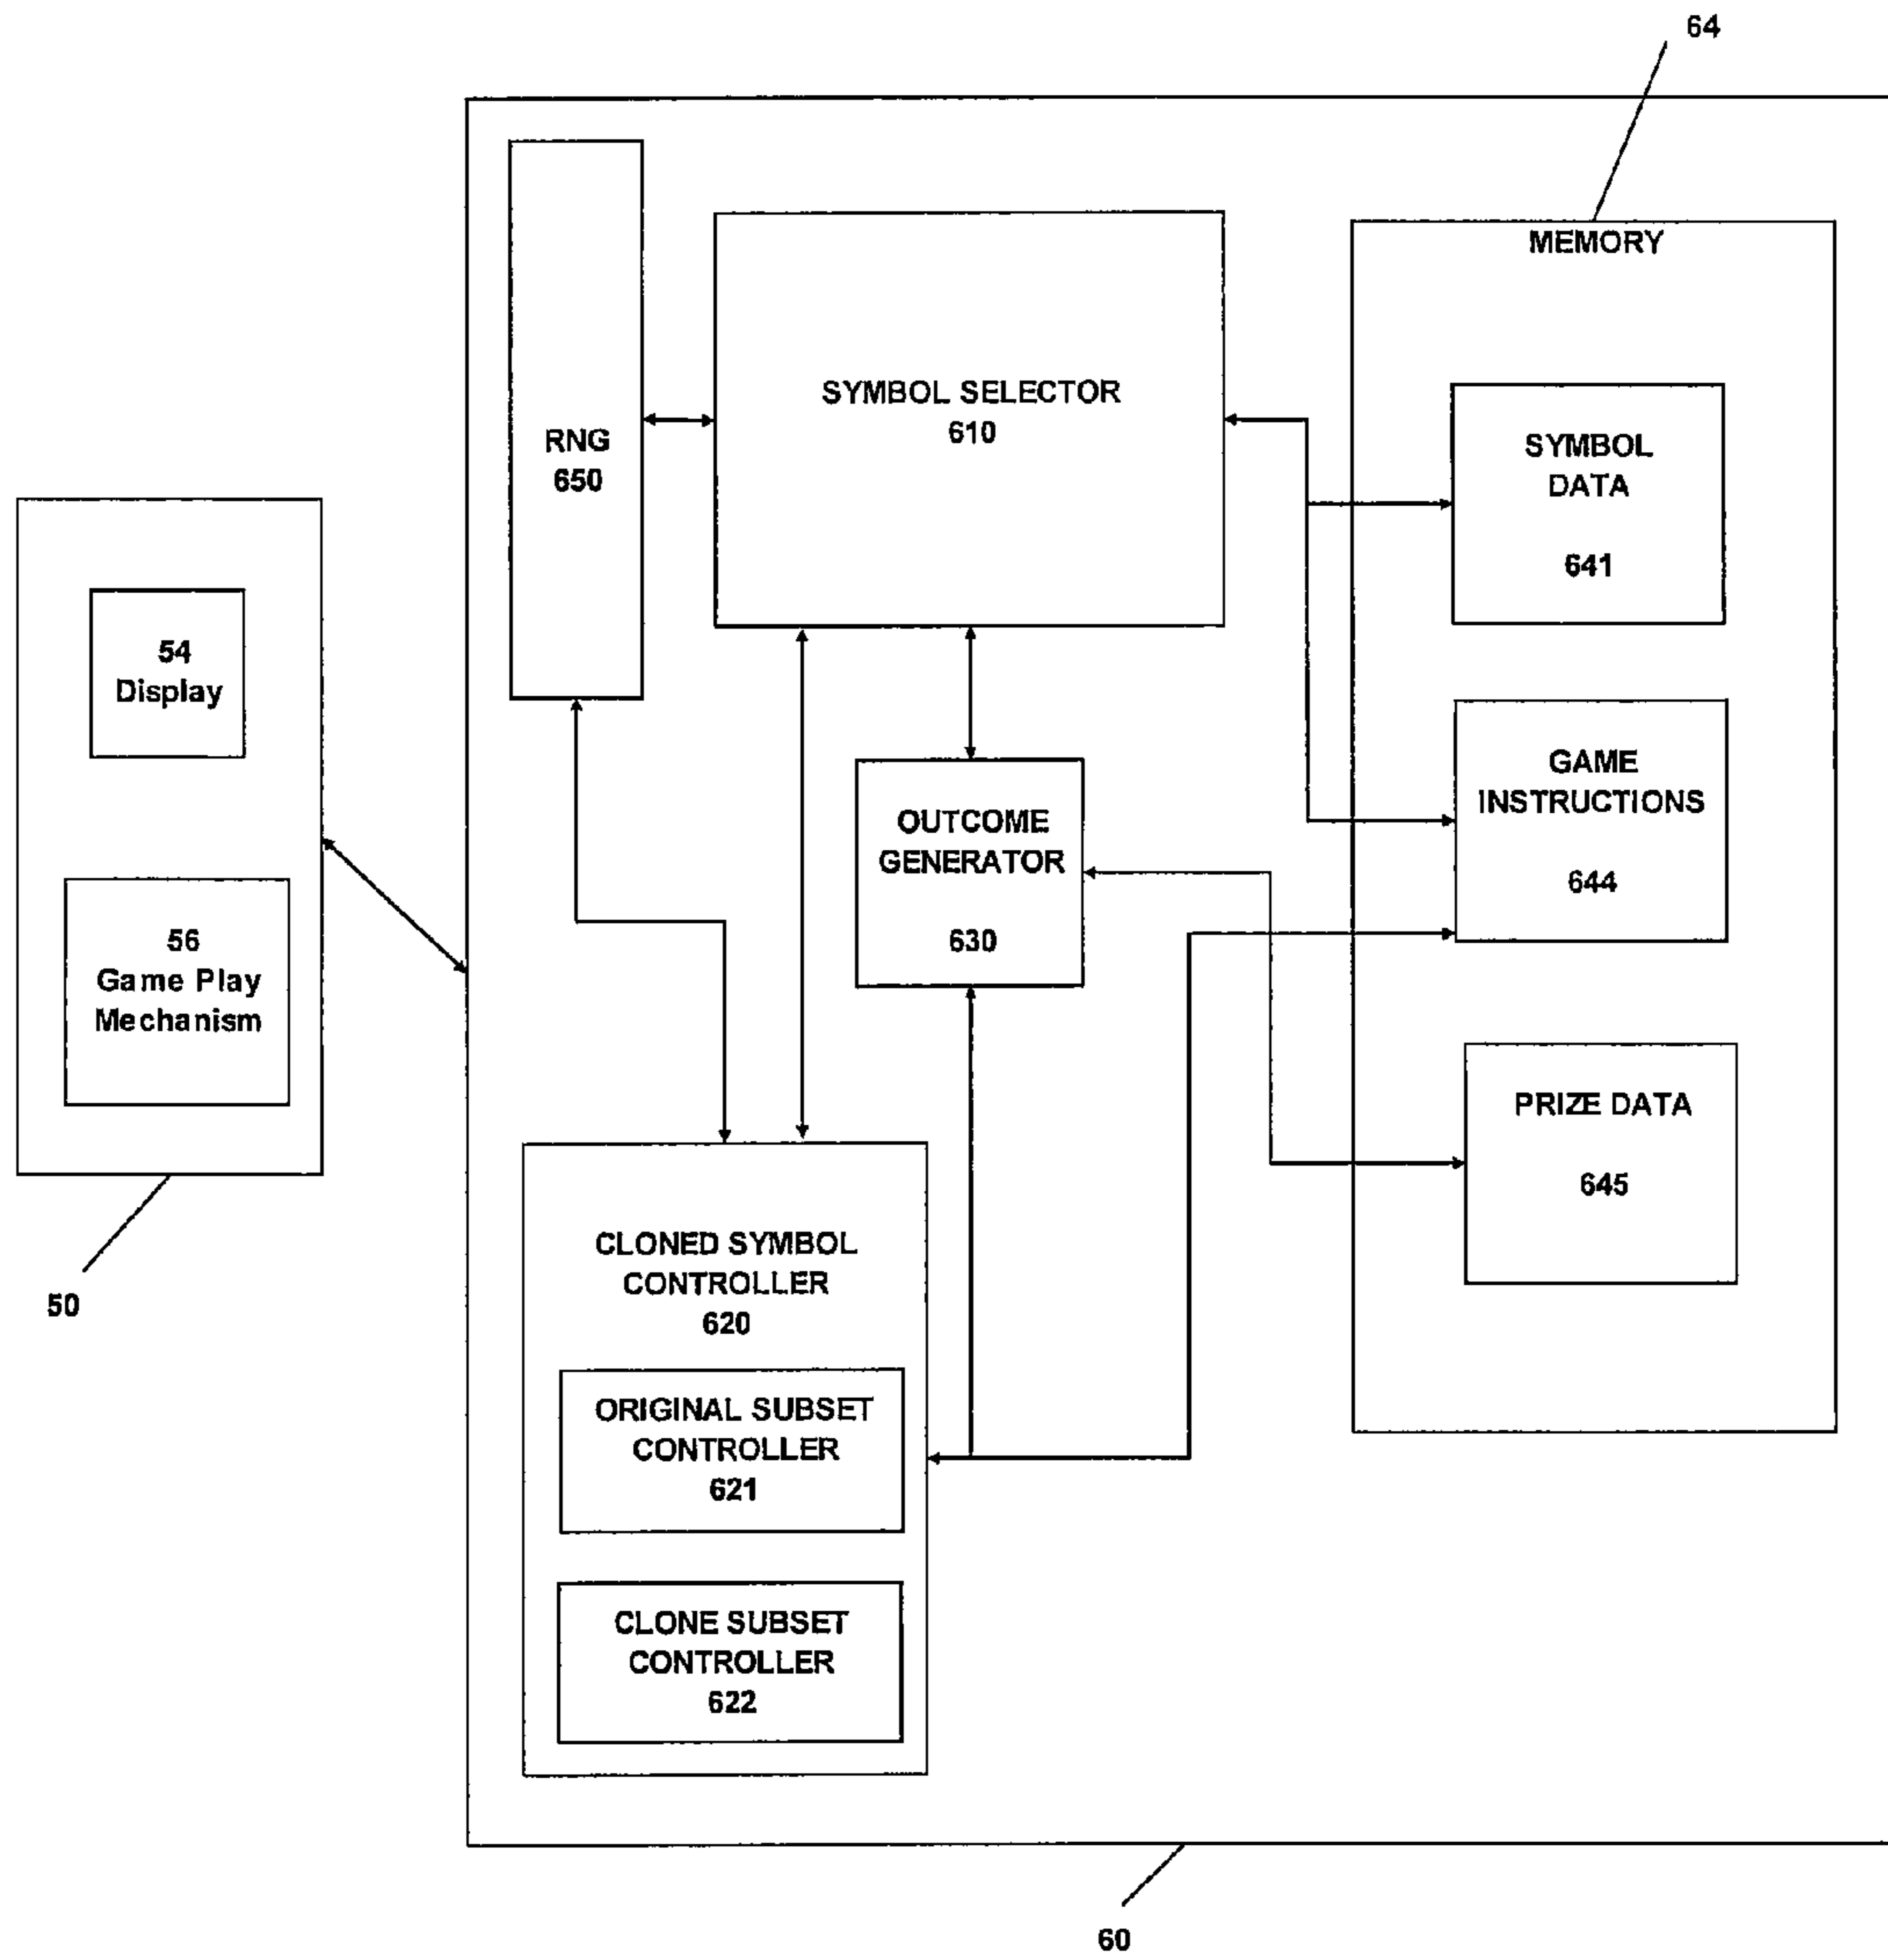 64
MEMORY
SYMBOL SELECTOR
610
RNG
650
SYMBOL
DATA
641
54
Display
GAME
INSTRUCTIONS
644
OUTCOME
GENERATOR
630
56
Game Play
Mechanism
PRIZE DATA
645
CLONED SYMBOL
CONTROLLER
620
50
ORIGINAL SUBSET
CONTROLLER
621
CLONE SUBSET
CONTROLLER
622
60